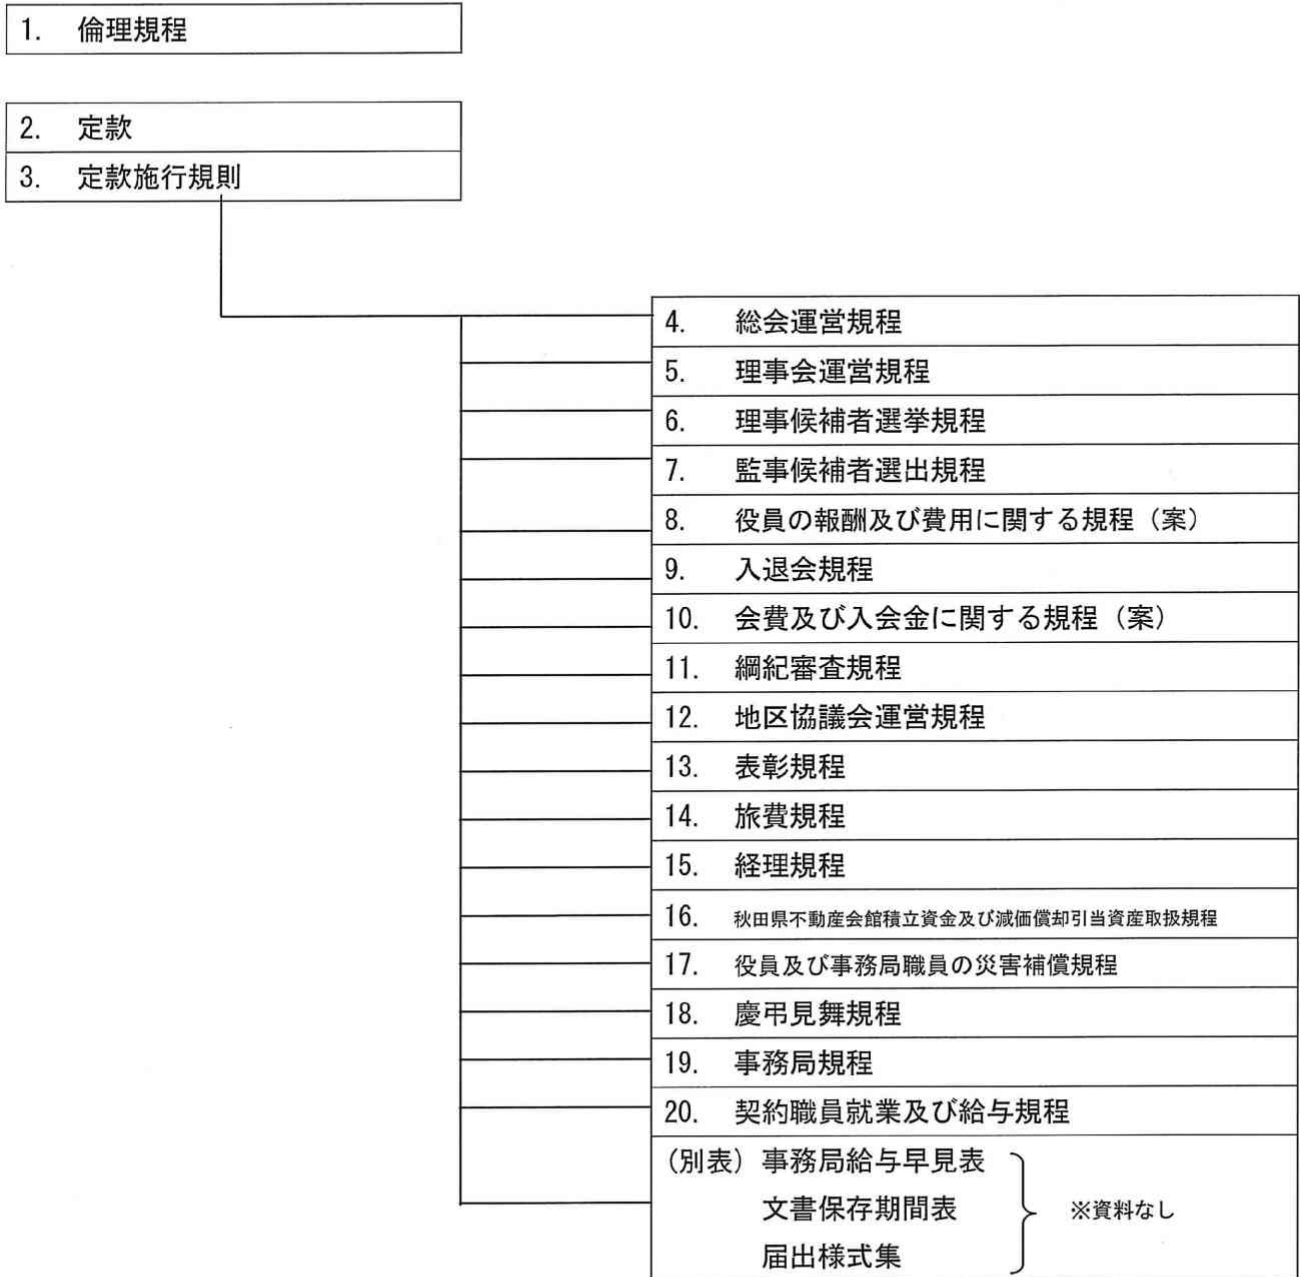 1. 倫理規程
2. 定款
3. 定款施行規則
4. 総会運営規程
5. 理事会運営規程
6. 理事候補者選挙規程
7. 監事候補者選出規程
8. 役員の報酬及び費用に関する規程（案）
9. 入退会規程
10. 会費及び入会金に関する規程（案）
11. 綱紀審査規程
12. 地区協議会運営規程
13. 表彰規程
14. 旅費規程
15. 経理規程
16. 秋田県不動産会館積立資金及び減価償却引当資産取扱規程
17. 役員及び事務局職員の災害補償規程
18. 慶弔見舞規程
19. 事務局規程
20. 契約職員就業及び給与規程
（別表）事務局給与早見表
文書保存期間表 ※資料なし
届出様式集